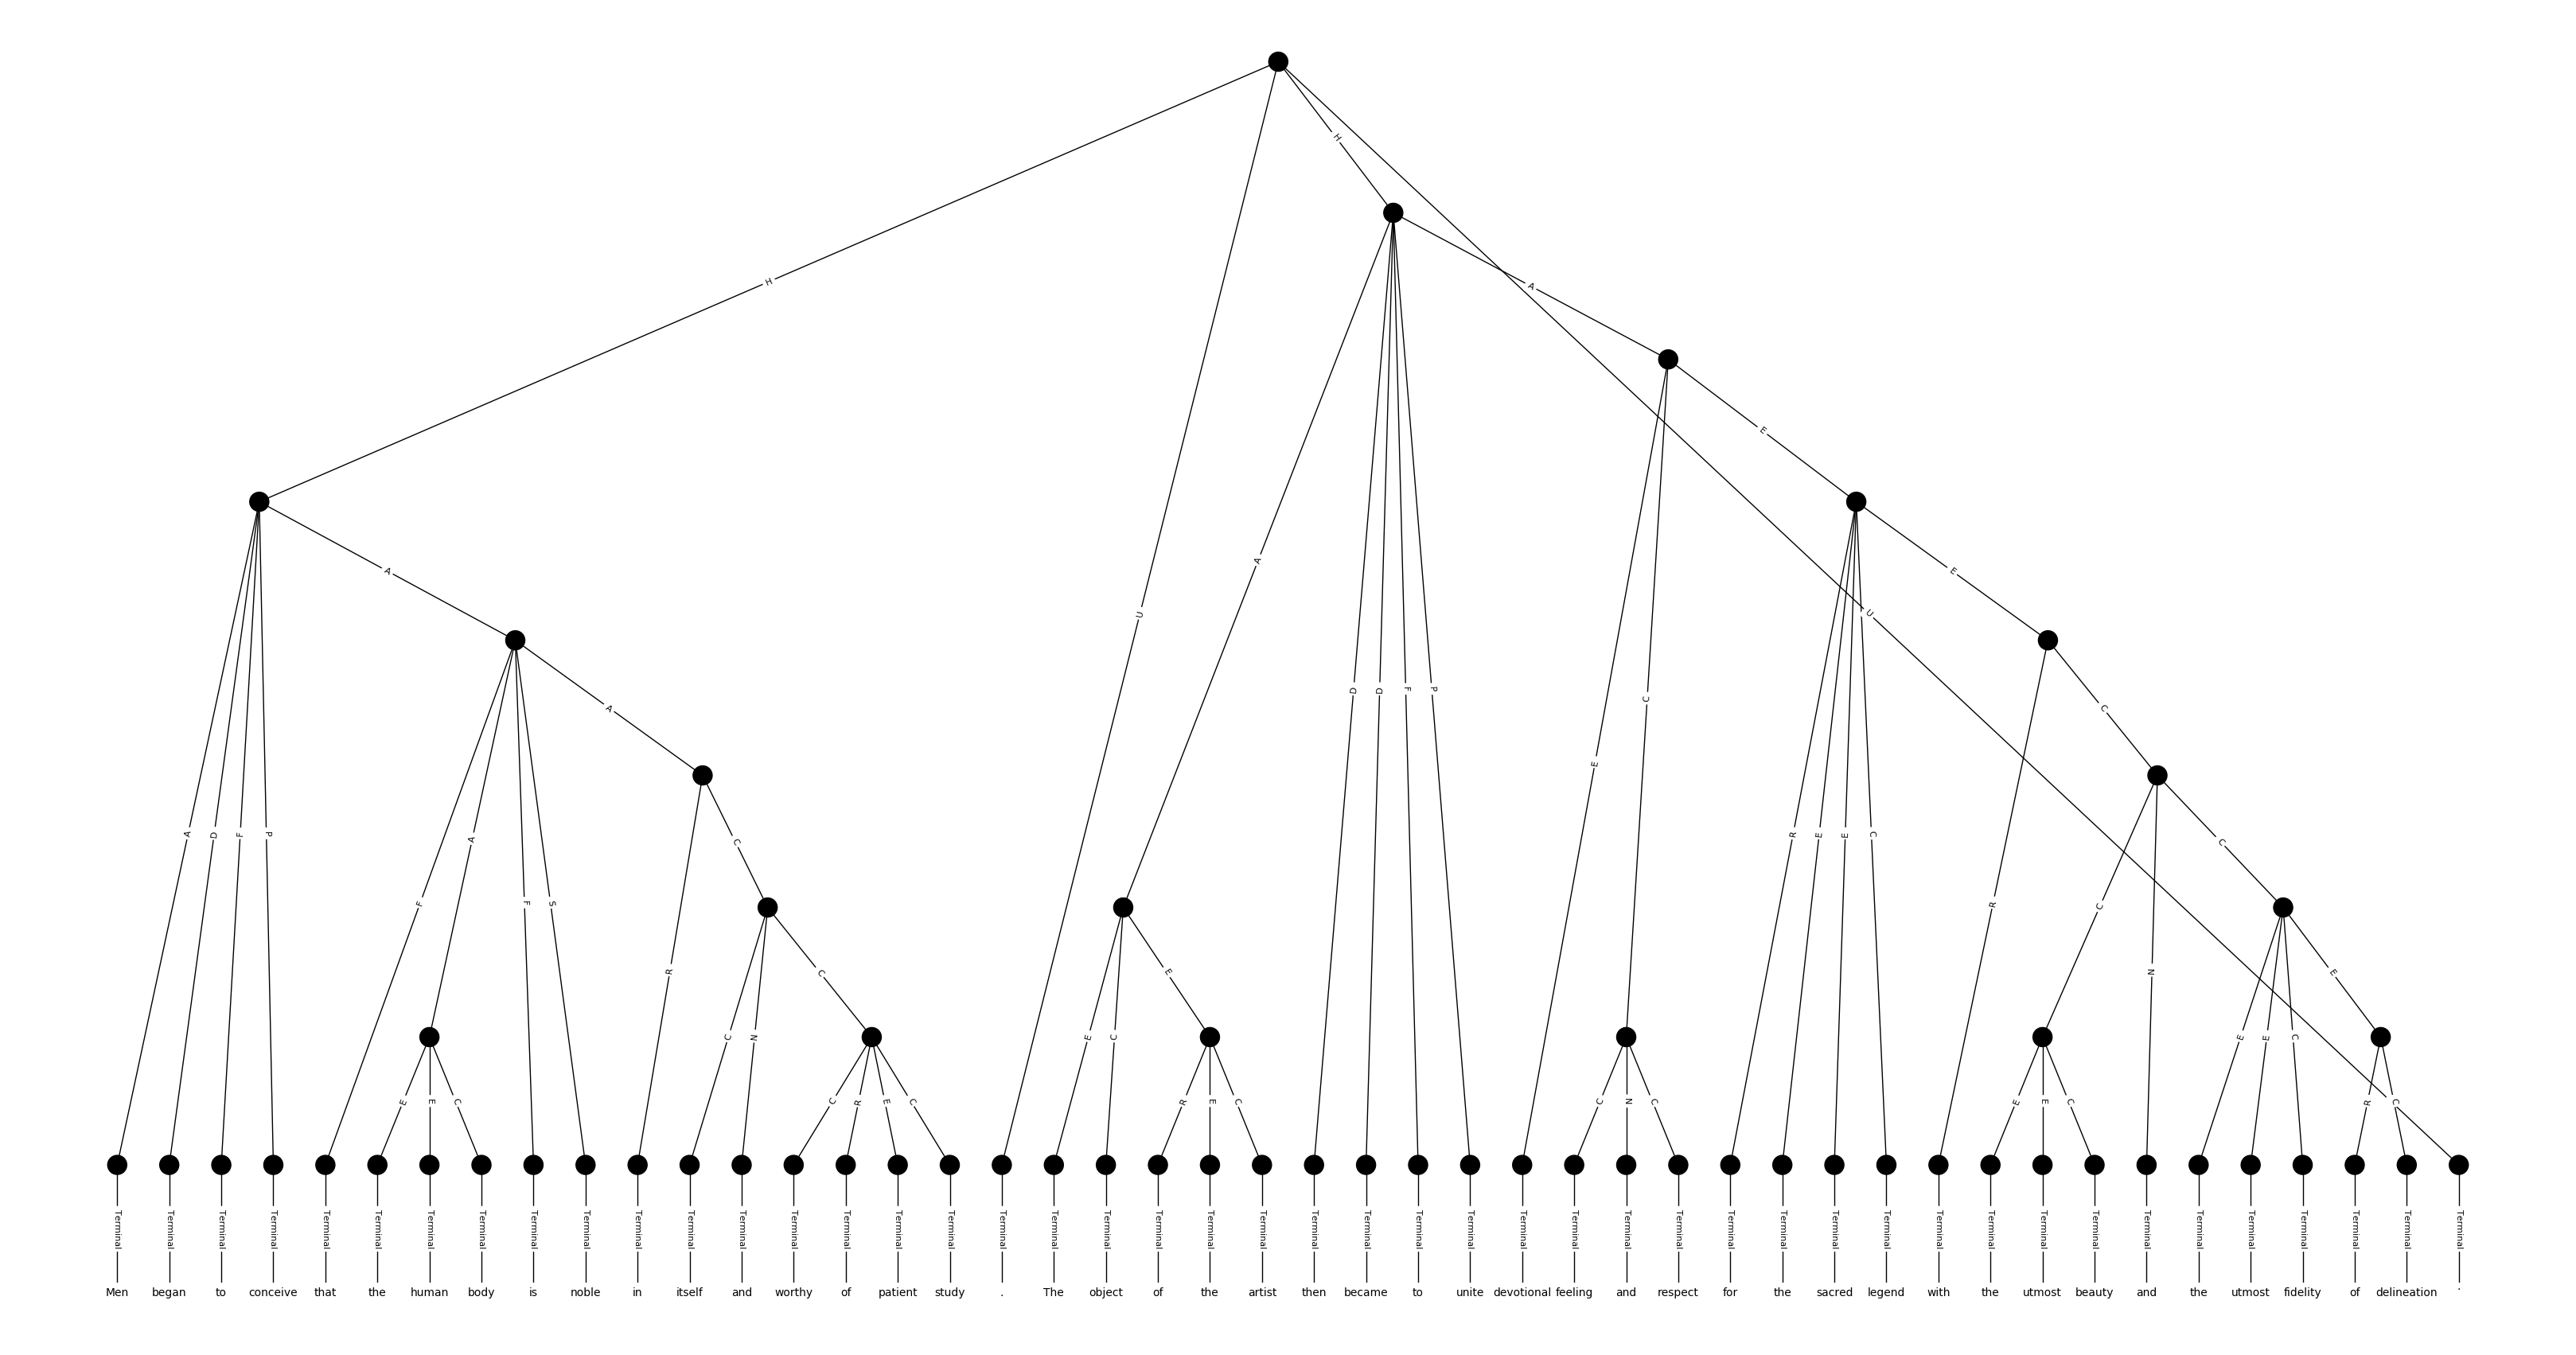 H
H
A
E
H
A
E
A
U
U
D D F P
E C
A
C
A D F P
A
C
R E E C
C
F
F S
R
C
R
E
C
N
E
C N
E C
E E C
E
E E C
C R E C
R E C
C N C
E E C
R C
Terminal Terminal Terminal Terminal Terminal Terminal Terminal Terminal Terminal Terminal Terminal Terminal Terminal Terminal Terminal Terminal Terminal Terminal Terminal Terminal Terminal Terminal Terminal Terminal Terminal Terminal Terminal Terminal Terminal Terminal Terminal Terminal Terminal Terminal Terminal Terminal Terminal Terminal Terminal Terminal Terminal Terminal Terminal Terminal Terminal Terminal
Men began to conceive that the human body is noble in itself and worthy of patient study . The object of the artist then became to unite devotional feeling and respect for the sacred legend with the utmost beauty and the utmost fidelity of delineation .